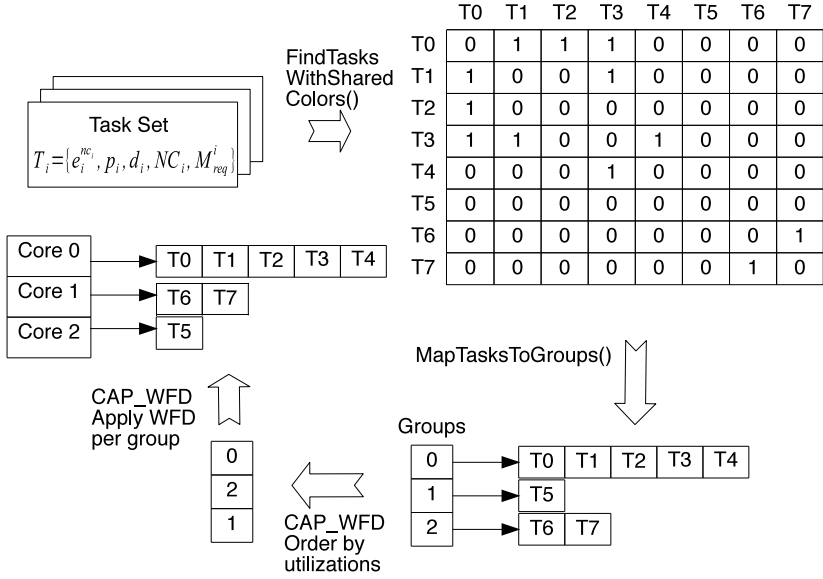 FindTasks
WithShared
Colors()
Task Set
T_i={e_i^{nc_i}, p_i, d_i, NC_i, M_{req}^i}
T0 T1 T2 T3 T4 T5 T6 T7
T0 0 1 1 1 0 0 0 0
T1 1 0 0 1 0 0 0 0
T2 1 0 0 0 0 0 0 0
T3 1 1 0 0 1 0 0 0
T4 0 0 0 1 0 0 0 0
T5 0 0 0 0 0 0 0 0
T6 0 0 0 0 0 0 0 1
T7 0 0 0 0 0 0 1 0
Core 0 T0 T1 T2 T3 T4
Core 1 T6 T7
Core 2 T5
MapTasksToGroups()
CAP_WFD
Apply WFD
per group
Groups
0 T0 T1 T2 T3 T4
1 T5
2 T6 T7
0
2
1
CAP_WFD
Order by
utilizations